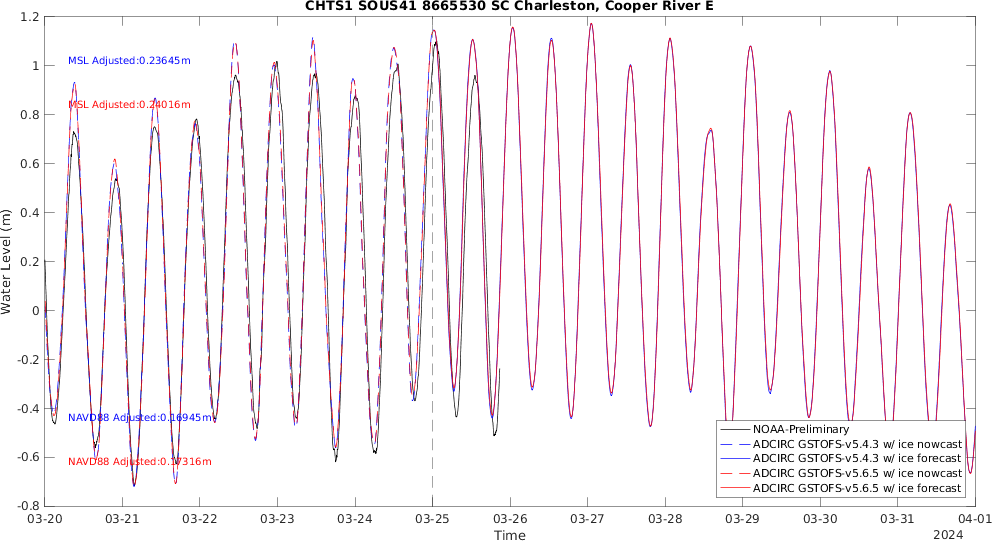 CHTS1 SOUS41 8665530 SC Charleston, Cooper River E
Water Level (m)
1.2
1
0.8
0.6
0.4
0.2
0
-0.2
-0.4
-0.6
-0.8
MSL Adjusted:0.23645m
MSL Adjusted:0.24016m
NAVD88 Adjusted:0.16945m
NAVD88 Adjusted:0.17316m
NOAA-Preliminary
ADCIRC GSTOFS-v5.4.3 w/ ice nowcast
ADCIRC GSTOFS-v5.4.3 w/ ice forecast
ADCIRC GSTOFS-v5.6.5 w/ ice nowcast
ADCIRC GSTOFS-v5.6.5 w/ ice forecast
03-20 03-21 03-22 03-23 03-24 03-25 03-26 03-27 03-28 03-29 03-30 03-31 04-01
Time
2024